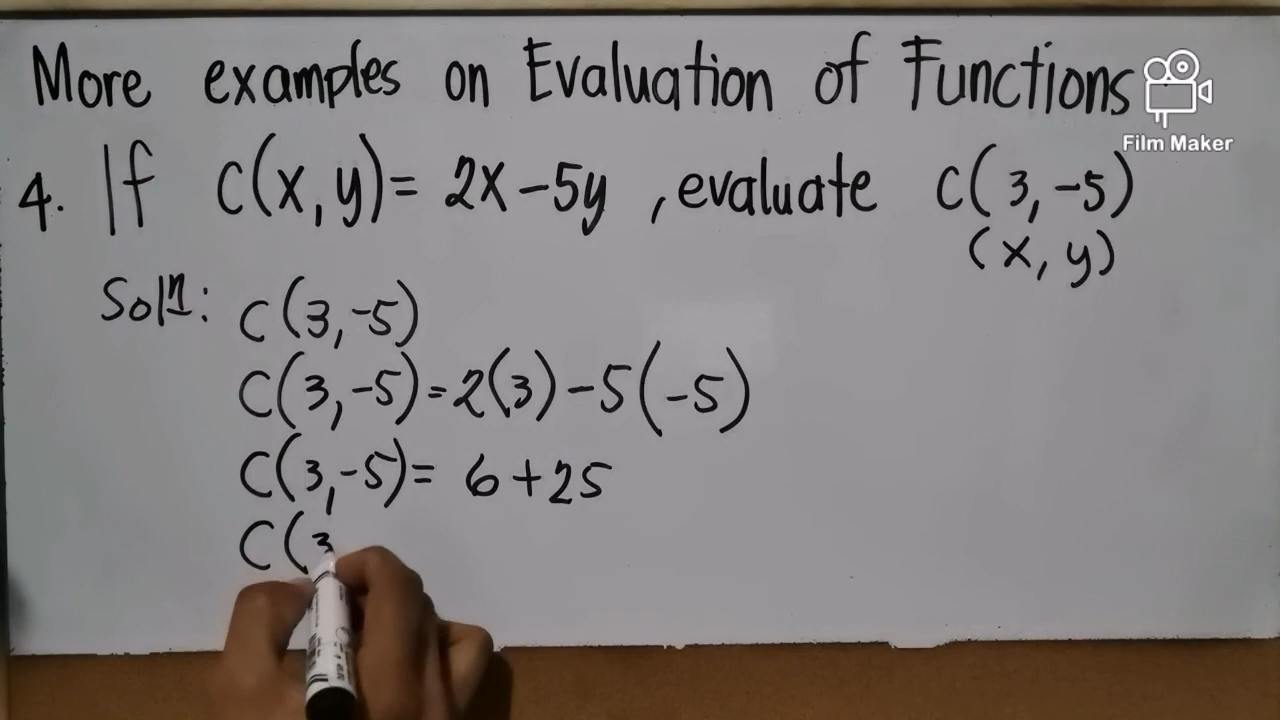 More examples on Evaluation of Functions
Film Maker
4. If C(x, y) = 2x - 5y , evaluate C(3, -5)
(x, y)
Solⁿ: C(3, -5)
C(3, -5) = 2(3) - 5(-5)
C(3, -5) = 6 + 25
C(3